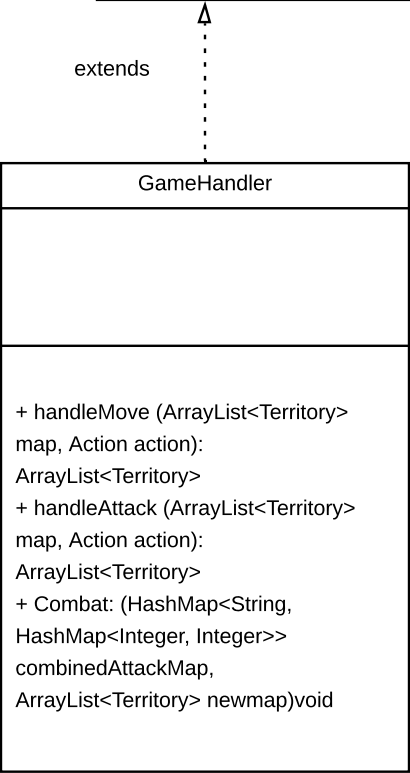 extends
GameHandler
+ handleMove (ArrayList<Territory>
map, Action action):
ArrayList<Territory>
+ handleAttack (ArrayList<Territory>
map, Action action):
ArrayList<Territory>
+ Combat: (HashMap<String,
HashMap<Integer, Integer>>
combinedAttackMap,
ArrayList<Territory> newmap)void